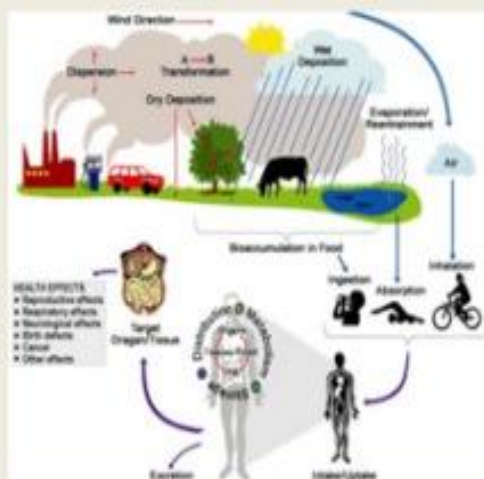 Wind Direction
Wet
Deposition
A B
Transformation
Dispersion
Dry Deposition
Evaporation/
Reentrainment
Air
Bioaccumulation in Food
Ingestion
Absorption
Inhalation
HEALTH EFFECTS:
Reproductive effects
Respiratory effects
Neurological effects
Birth defects
Cancer
Other effects
Target
Organ/Tissue
Distribution
Metabolism
Excretion
Intake/Uptake